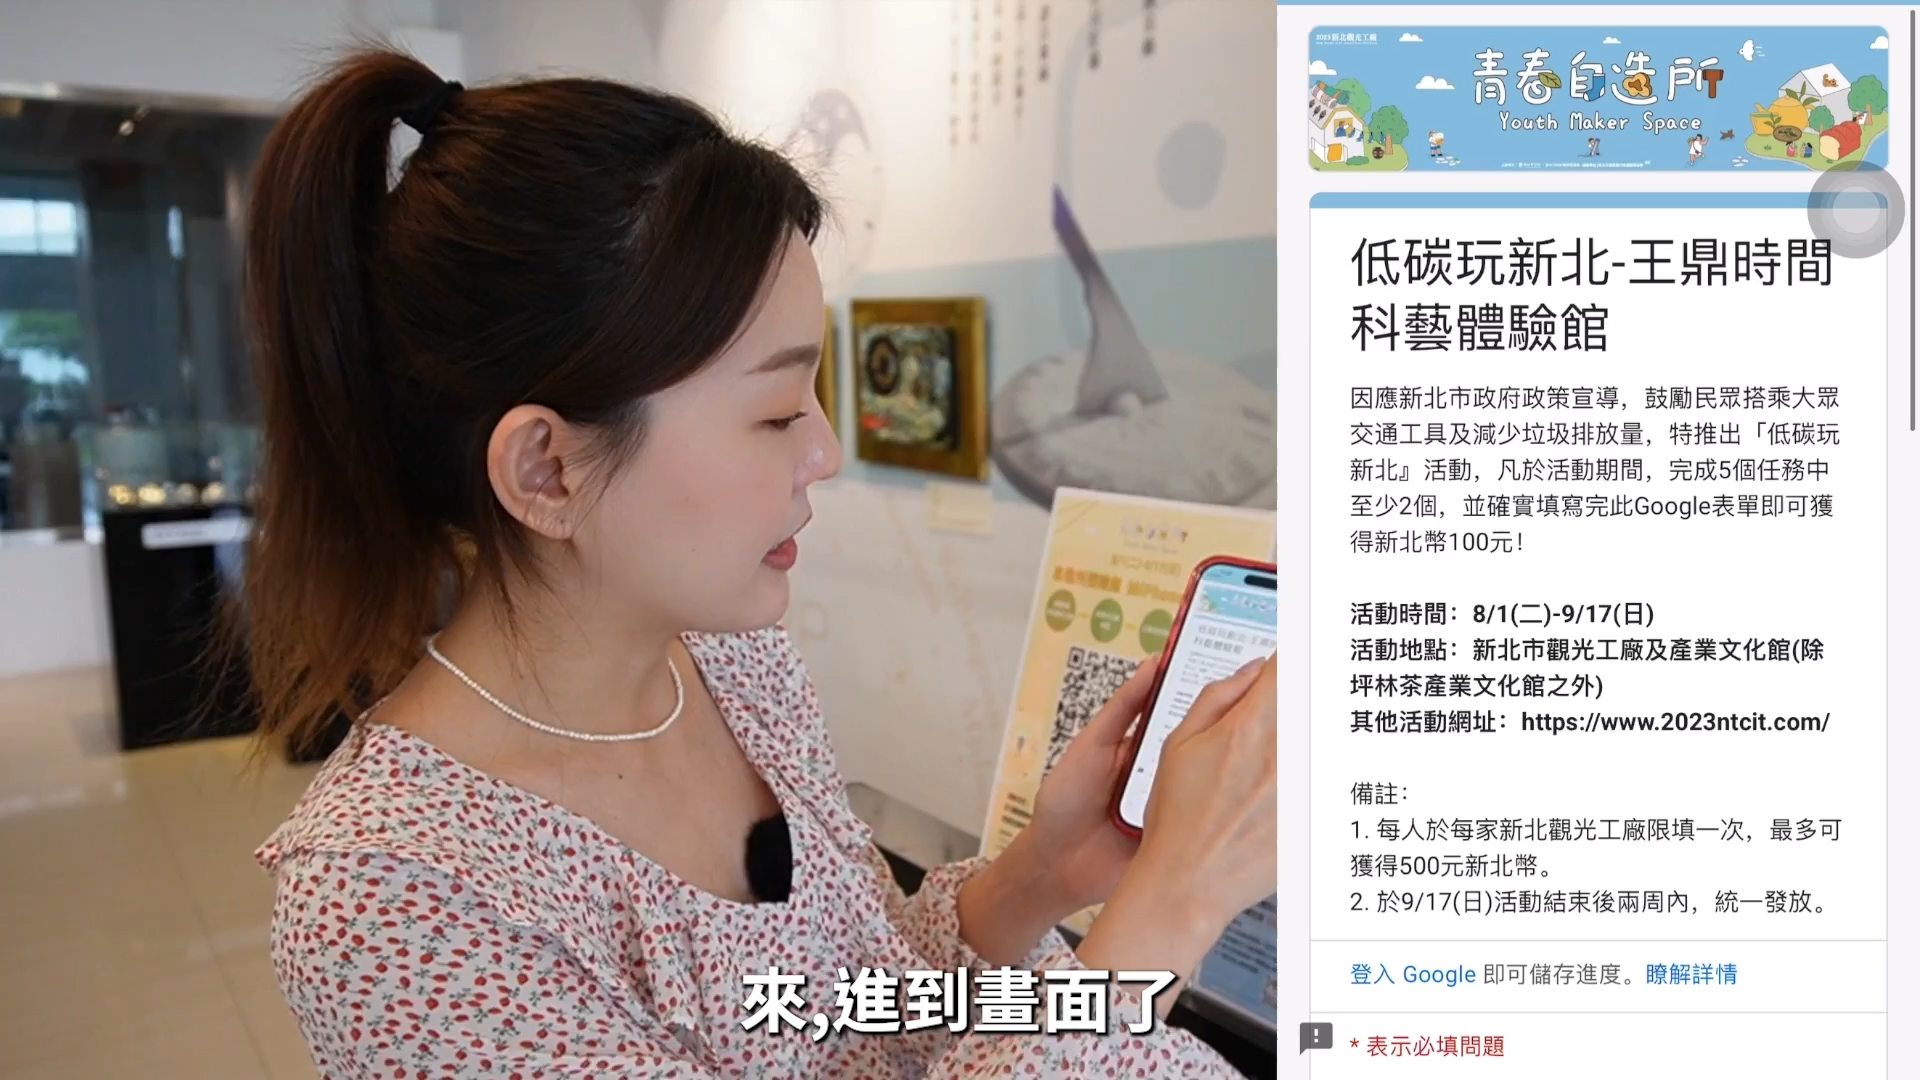 2023新北觀光工廠
青春自造所
Youth Maker Space
低碳玩新北-王鼎時間
科藝體驗館
因應新北市政府政策宣導，鼓勵民眾搭乘大眾
交通工具及減少垃圾排放量，特推出「低碳玩
新北』活動，凡於活動期間，完成5個任務中
至少2個，並確實填寫完此Google表單即可獲
得新北幣100元！
活動時間：8/1(二)-9/17(日)
活動地點：新北市觀光工廠及產業文化館(除
坪林茶產業文化館之外)
其他活動網址：https://www.2023ntcit.com/
備註：
1. 每人於每家新北觀光工廠限填一次，最多可
獲得500元新北幣。
2. 於9/17(日)活動結束後兩周內，統一發放。
登入 Google 即可儲存進度。瞭解詳情
* 表示必填問題
來,進到畫面了